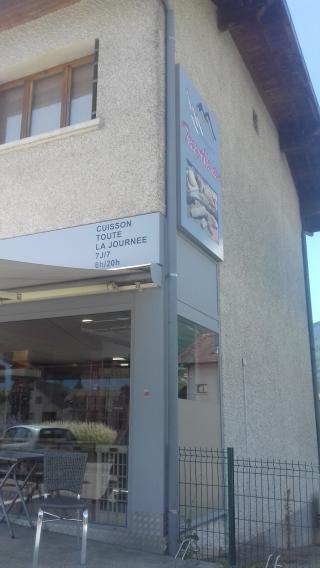 CUISSON
TOUTE
LA JOURNEE
7J/7
6h/20h